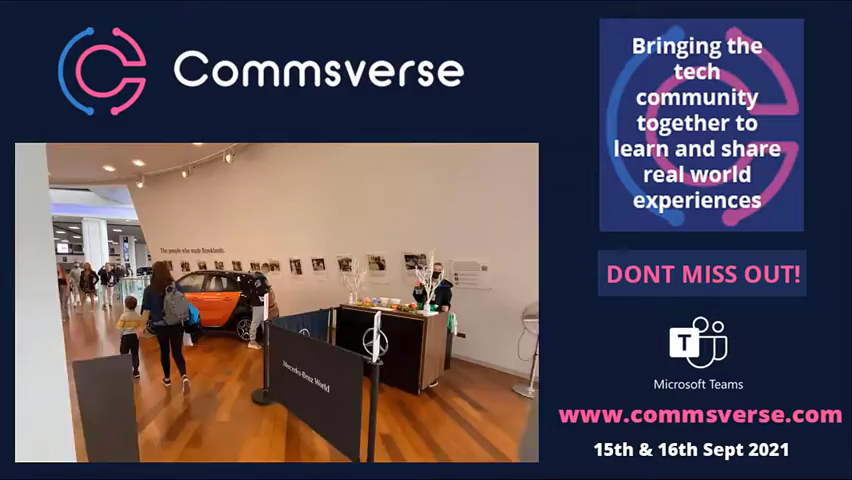 Commsverse
Bringing the
tech
community
together to
learn and share
real world
experiences
DONT MISS OUT!
The people who made Brooklands
Mercedes-Benz World
T
Microsoft Teams
www.commsverse.com
15th & 16th Sept 2021